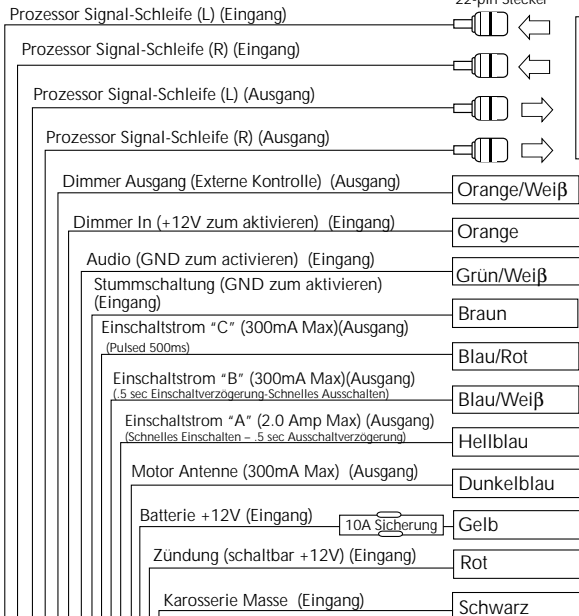 22-pin Stecker
Prozessor Signal-Schleife (L) (Eingang)
Prozessor Signal-Schleife (R) (Eingang)
Prozessor Signal-Schleife (L) (Ausgang)
Prozessor Signal-Schleife (R) (Ausgang)
Dimmer Ausgang (Externe Kontrolle) (Ausgang)
Orange/Weiβ
Dimmer In (+12V zum aktivieren) (Eingang)
Orange
Audio (GND zum activieren) (Eingang)
Grün/Weiβ
Stummschaltung (GND zum aktivieren)
(Eingang)
Braun
Einschaltstrom "C" (300mA Max)(Ausgang)
(Pulsed 500ms)
Blau/Rot
Einschaltstrom "B" (300mA Max)(Ausgang)
(.5 sec Einschaltverzögerung-Schnelles Ausschalten)
Blau/Weiβ
Einschaltstrom "A" (2.0 Amp Max) (Ausgang)
(Schnelles Einschalten – .5 sec Ausschaltverzögerung)
Hellblau
Motor Antenne (300mA Max) (Ausgang)
Dunkelblau
Batterie +12V (Eingang)
10A Sicherung
Gelb
Zündung (schaltbar +12V) (Eingang)
Rot
Karosserie Masse (Eingang)
Schwarz